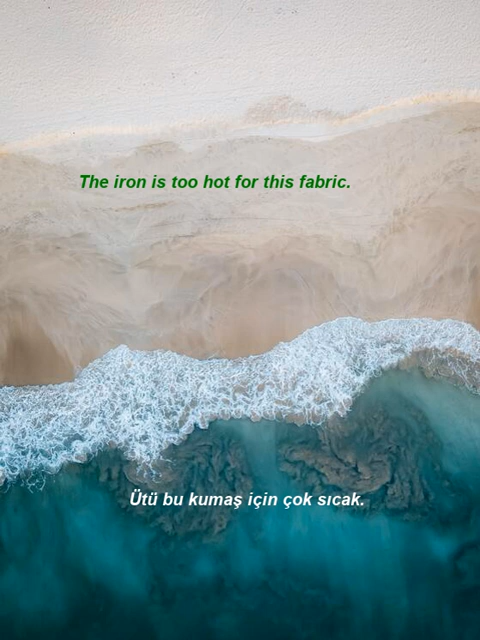 The iron is too hot for this fabric.
Ütü bu kumaş için çok sıcak.